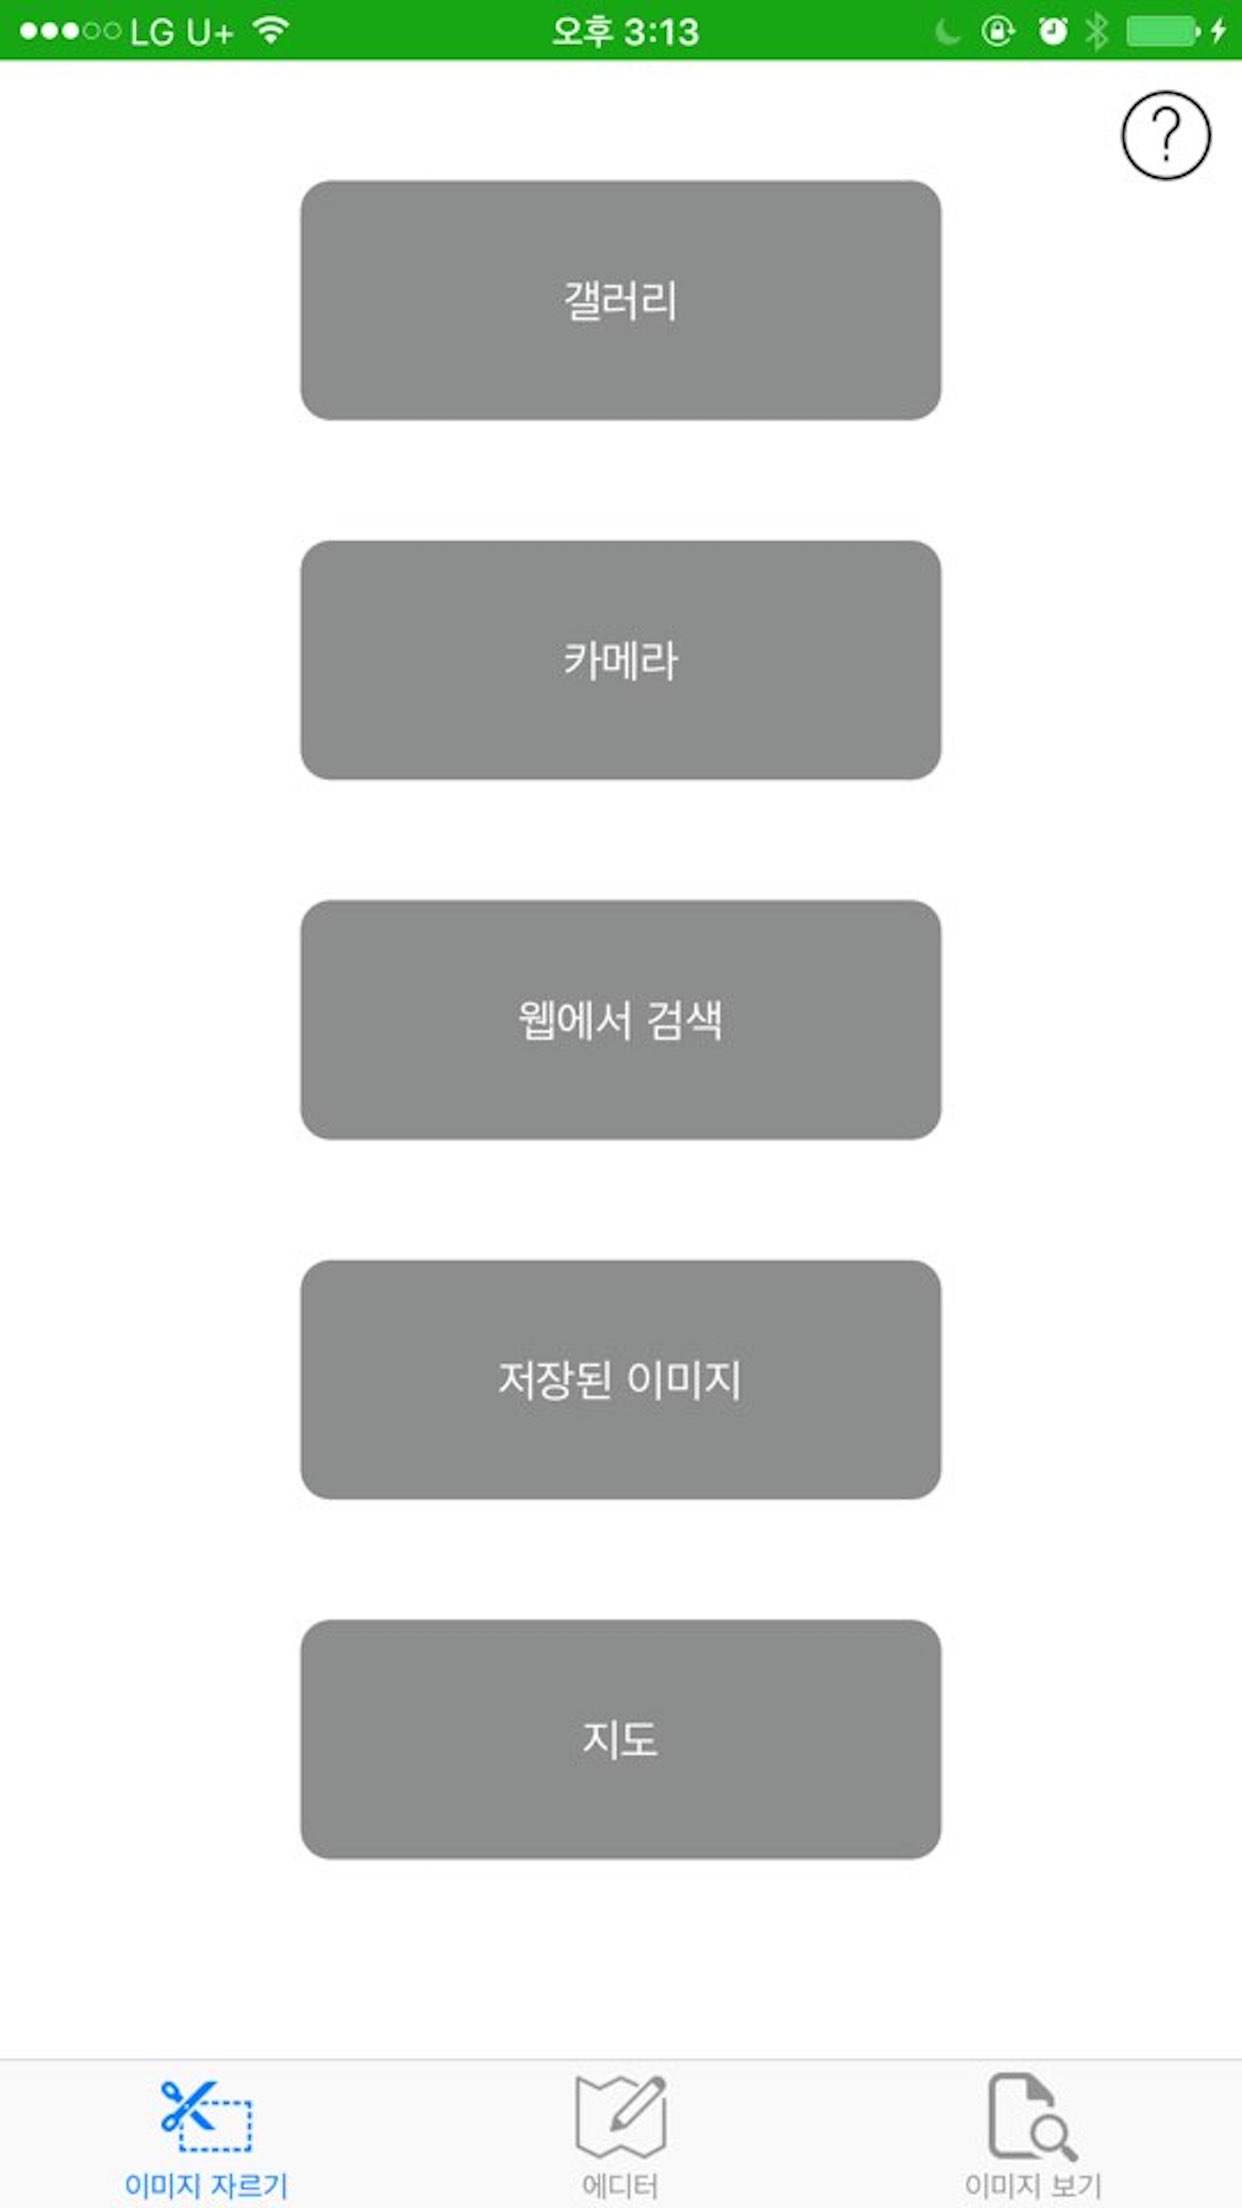 LG U+ 오후 3:13
?
갤러리
카메라
웹에서 검색
저장된 이미지
지도
이미지 자르기 에디터 이미지 보기